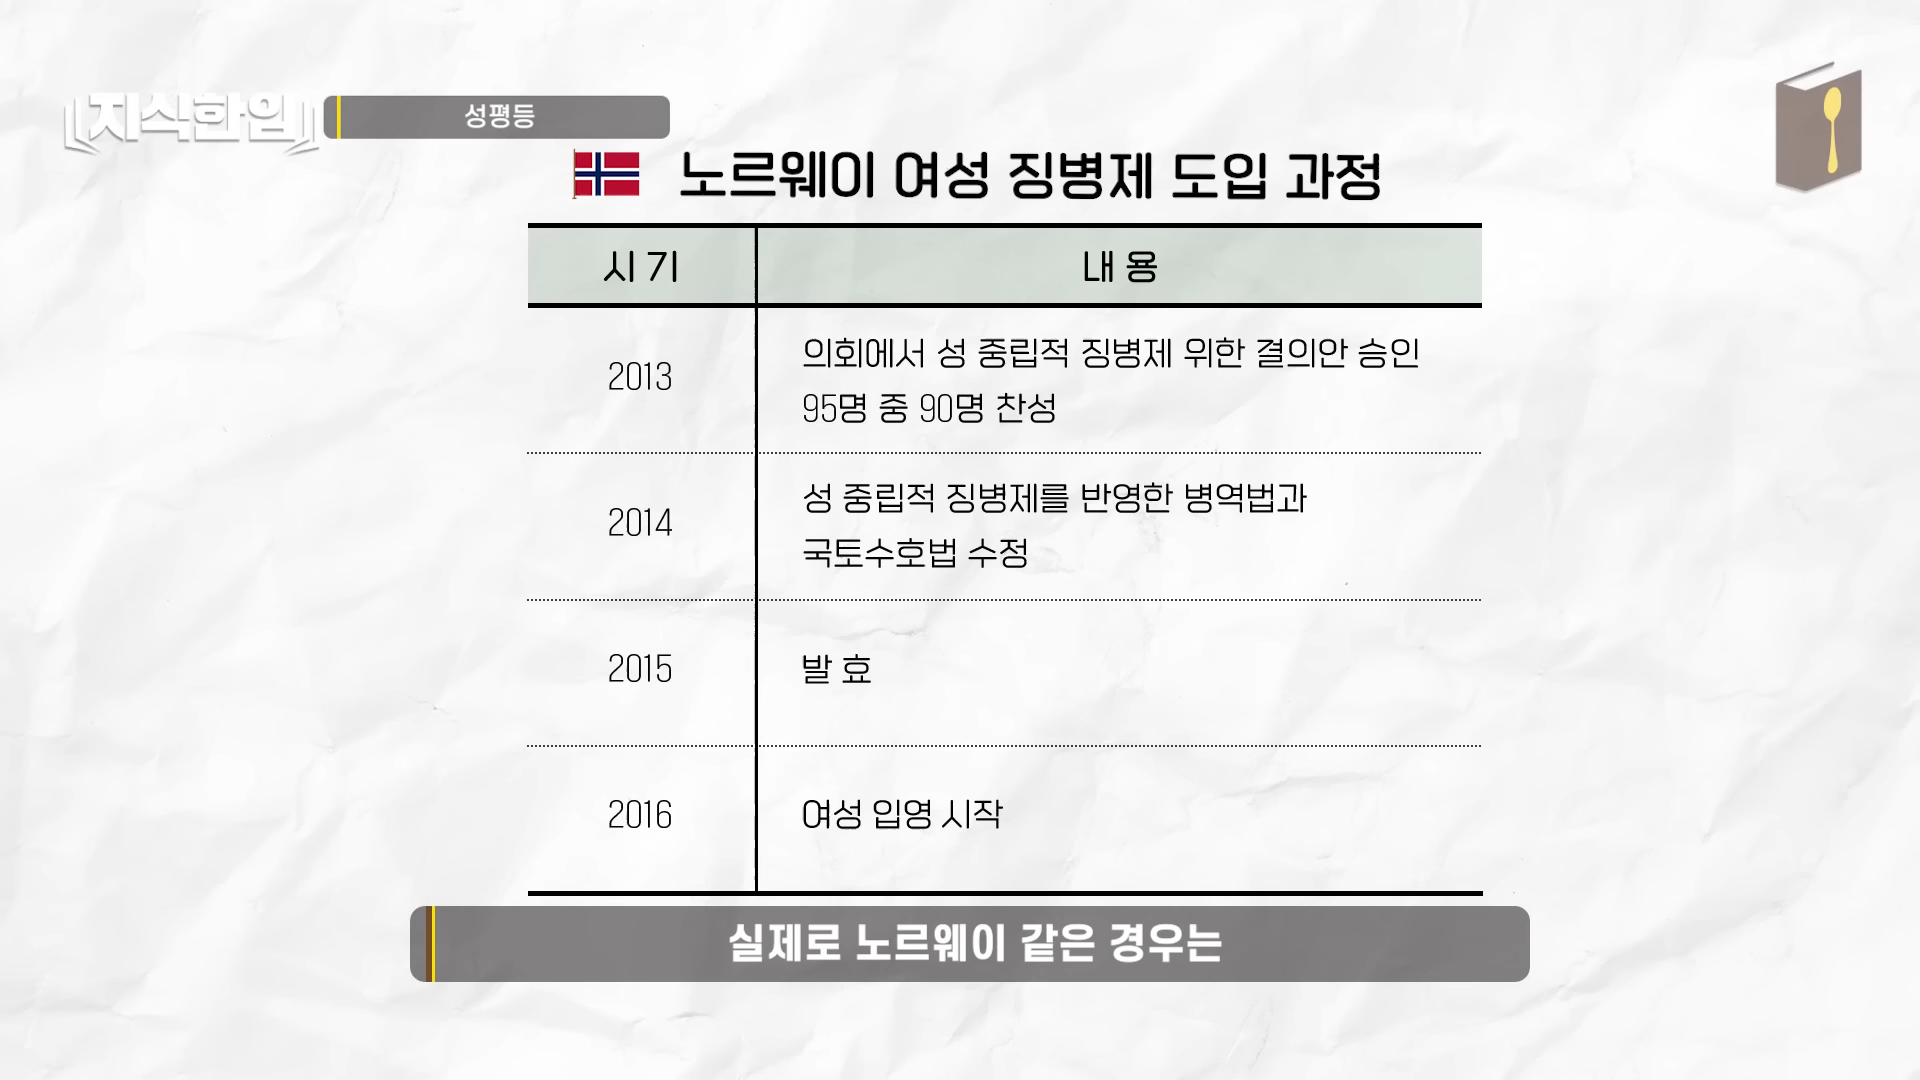 지식한입
성평등
노르웨이 여성 징병제 도입 과정
시 기
내 용
2013
의회에서 성 중립적 징병제 위한 결의안 승인
95명 중 90명 찬성
2014
성 중립적 징병제를 반영한 병역법과
국토수호법 수정
2015
발 효
2016
여성 입영 시작
실제로 노르웨이 같은 경우는